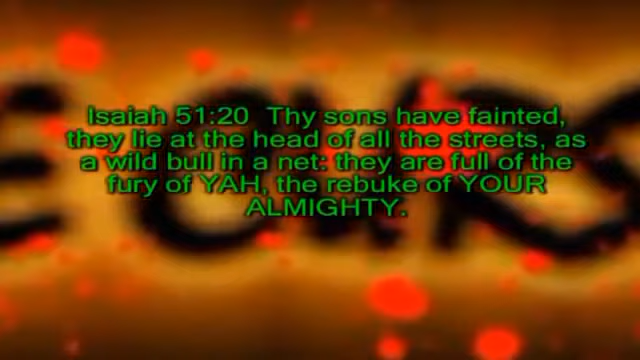 Isaiah 51:20  Thy sons have fainted,
they lie at the head of all the streets, as
a wild bull in a net: they are full of the
fury of YAH, the rebuke of YOUR
ALMIGHTY.